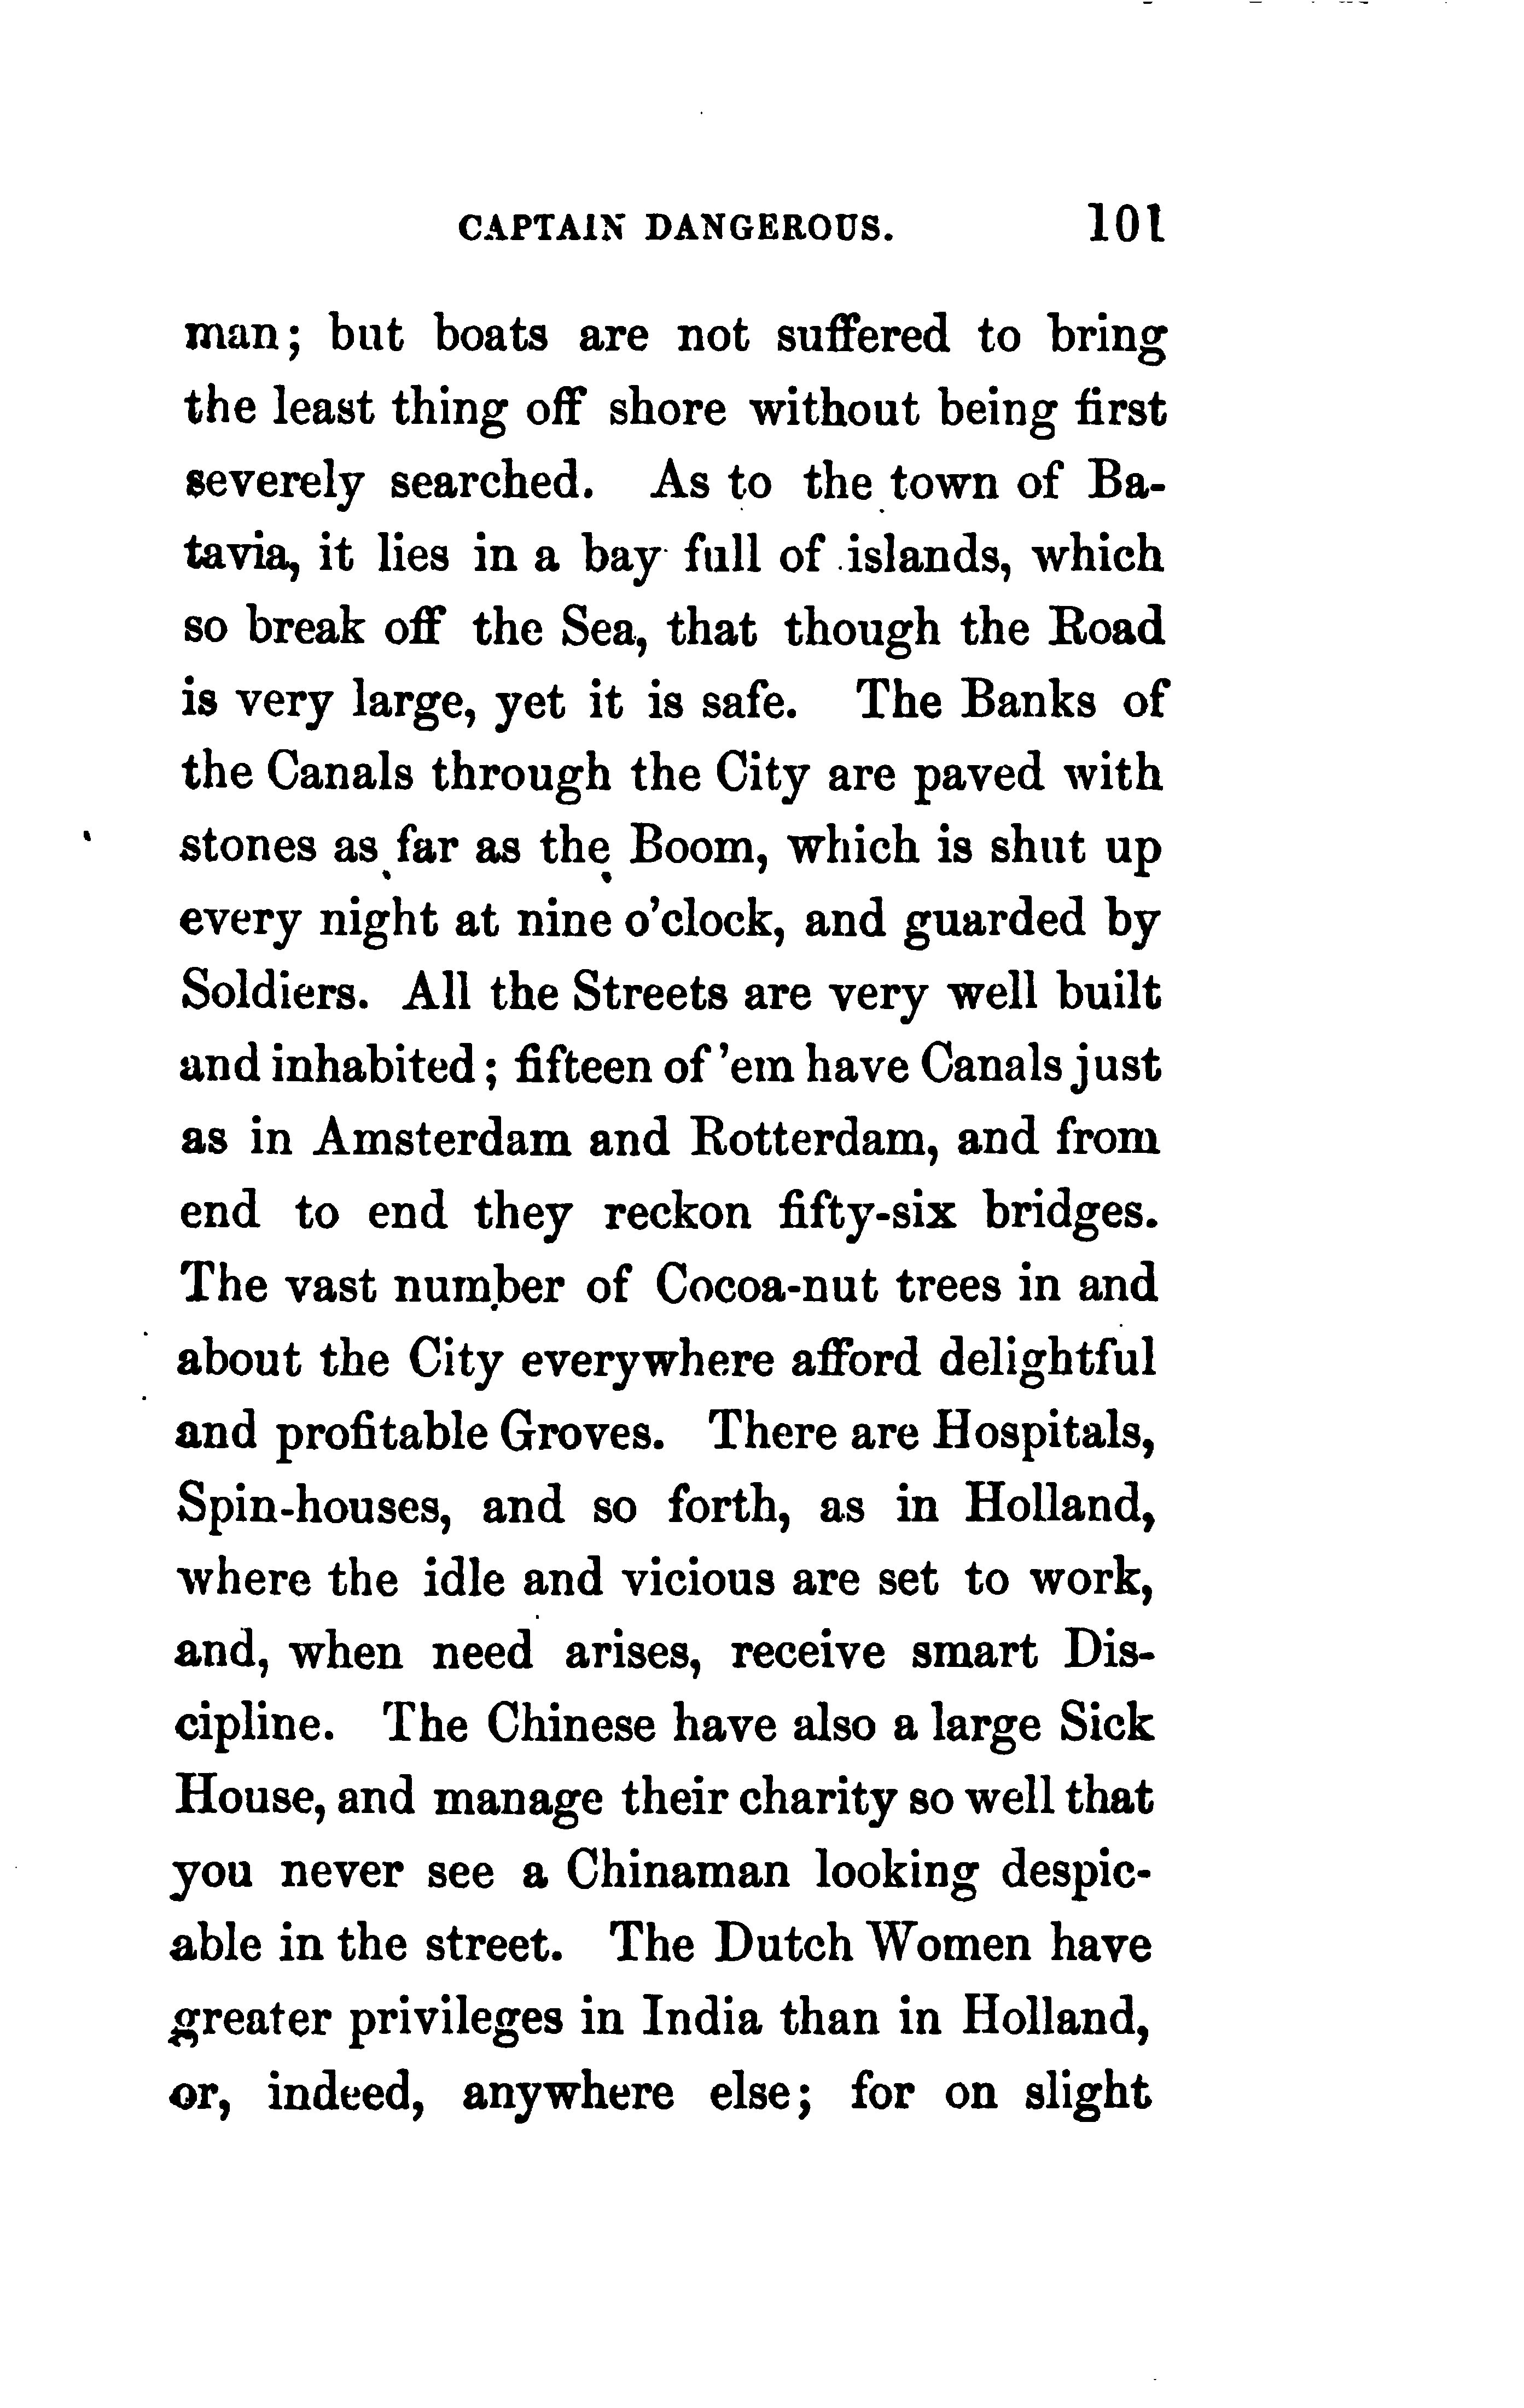 CAPTAIN DANGEROUS. 101
man; but boats are not suffered to bring
the least thing off shore without being first
severely searched. As to the town of Ba-
tavia, it lies in a bay full of islands, which
so break off the Sea, that though the Road
is very large, yet it is safe. The Banks of
the Canals through the City are paved with
stones as far as the Boom, which is shut up
every night at nine o'clock, and guarded by
Soldiers. All the Streets are very well built
and inhabited; fifteen of 'em have Canals just
as in Amsterdam and Rotterdam, and from
end to end they reckon fifty-six bridges.
The vast number of Cocoa-nut trees in and
about the City everywhere afford delightful
and profitable Groves. There are Hospitals,
Spin-houses, and so forth, as in Holland,
where the idle and vicious are set to work,
and, when need arises, receive smart Dis-
cipline. The Chinese have also a large Sick
House, and manage their charity so well that
you never see a Chinaman looking despic-
able in the street. The Dutch Women have
greater privileges in India than in Holland,
or, indeed, anywhere else; for on slight